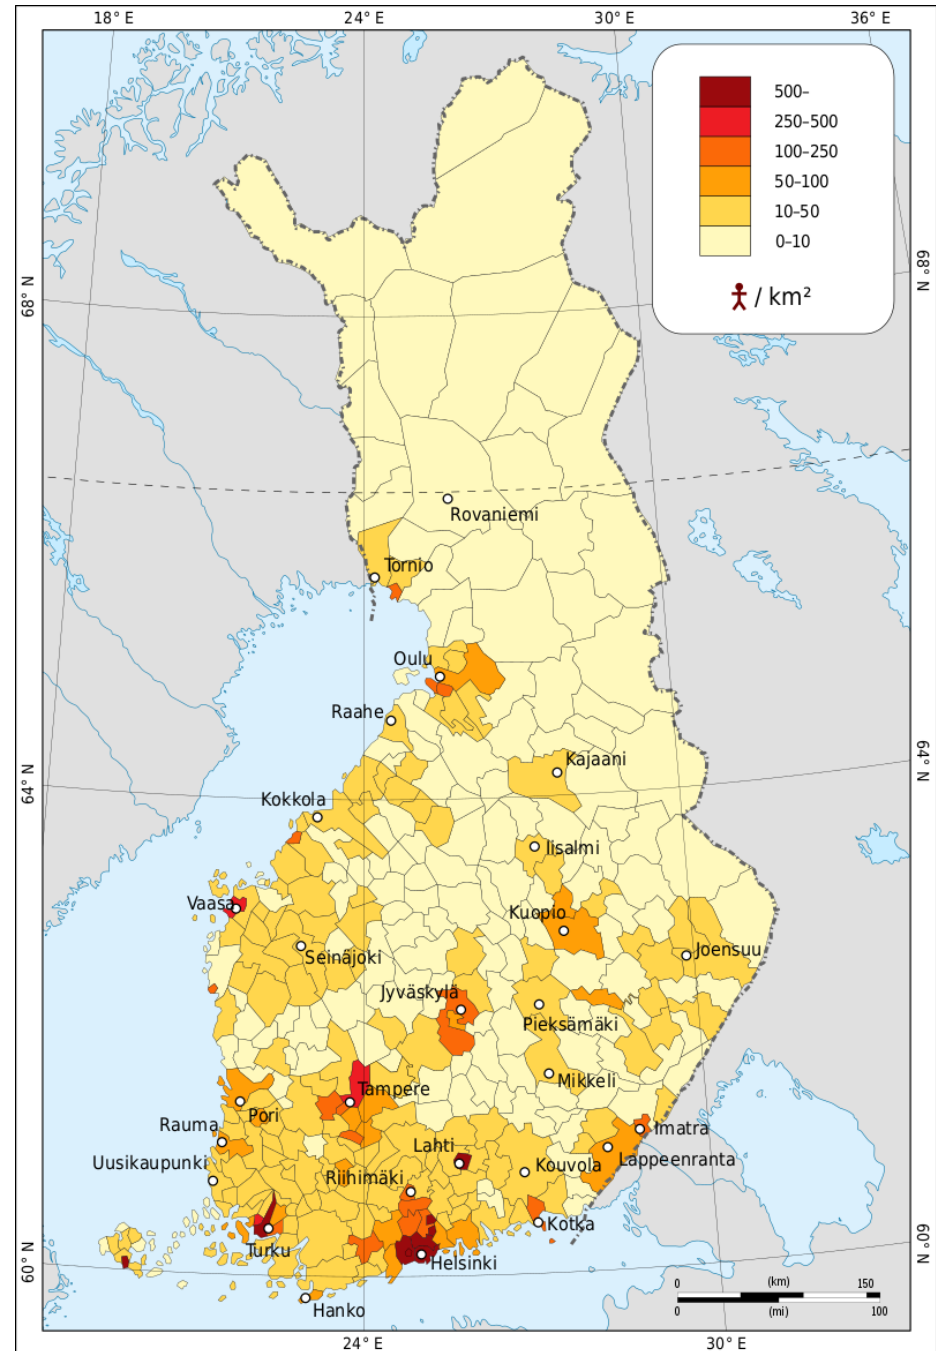 18° E
24° E
30° E
36° E
500–
250–500
100–250
50–100
10–50
0–10
/ km²
68° N
68° N
Rovaniemi
Tornio
Oulu
Raahe
Kajaani
64° N
64° N
Kokkola
Iisalmi
Vaasa
Kuopio
Seinäjoki
Joensuu
Jyväskylä
Pieksämäki
Mikkeli
Tampere
Pori
Rauma
Imatra
Lahti
Lappeenranta
Uusikaupunki
Kouvola
Riihimäki
Kotka
Turku
Helsinki
60° N
60° N
Hanko
0
(km)
150
0
(mi)
100
24° E
30° E